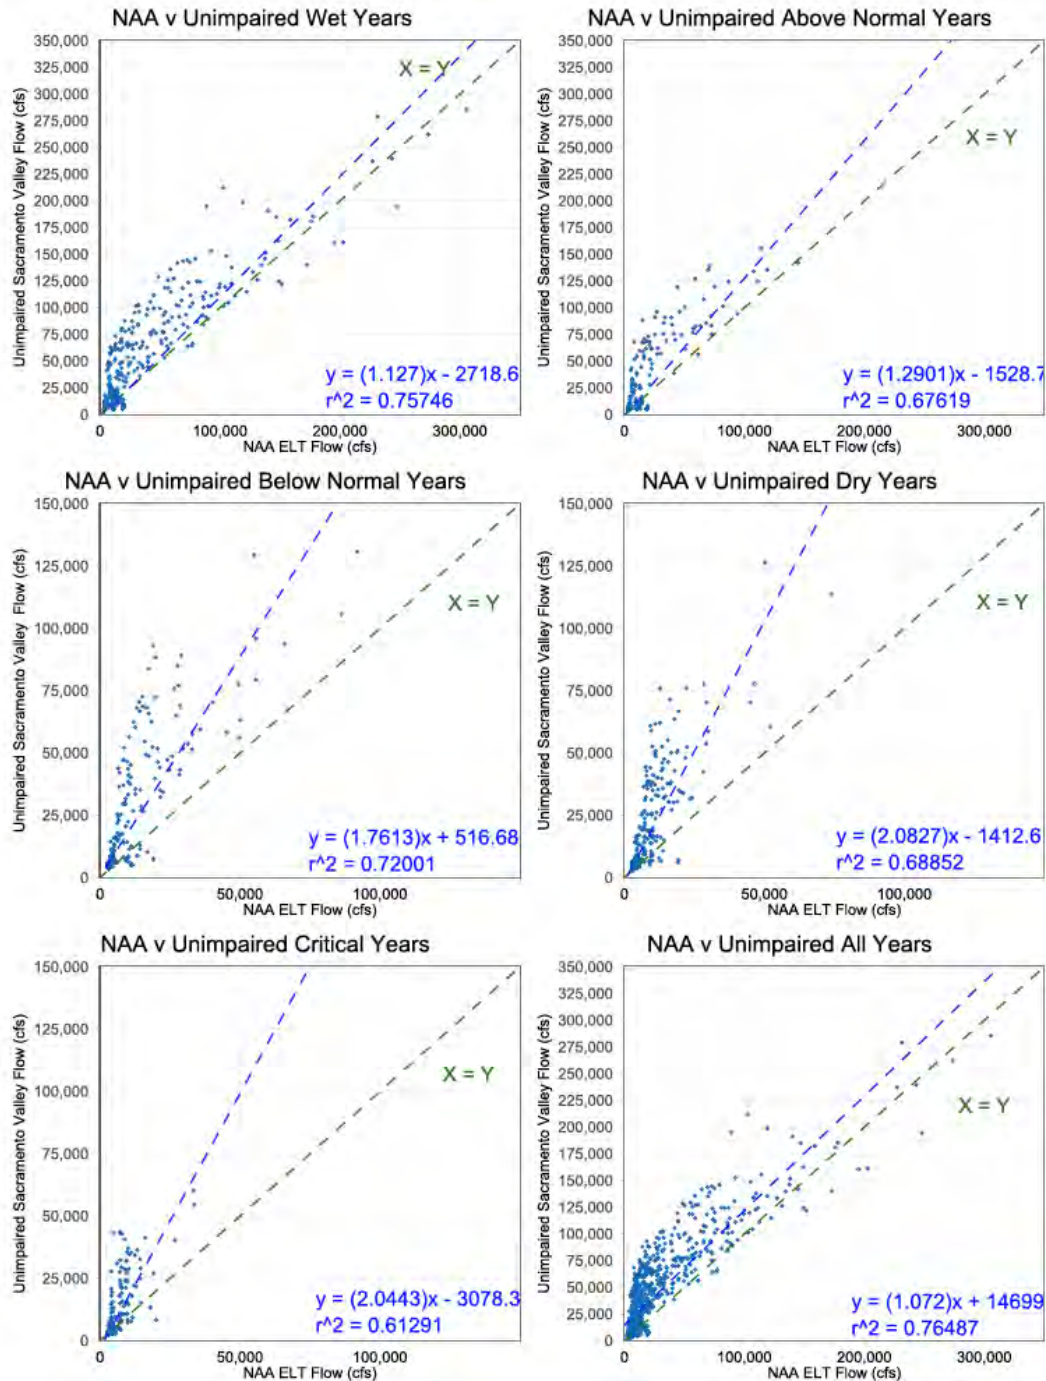 NAA v Unimpaired Wet Years
350,000
325,000
300,000
275,000
250,000
225,000
200,000
175,000
150,000
125,000
100,000
75,000
50,000
25,000
0
Unimpaired Sacramento Valley Flow (cfs)
X = Y
y = (1.127)x - 2718.6
r^2 = 0.75746
0 100,000 200,000 300,000
NAA ELT Flow (cfs)
NAA v Unimpaired Above Normal Years
350,000
325,000
300,000
275,000
250,000
225,000
200,000
175,000
150,000
125,000
100,000
75,000
50,000
25,000
0
Unimpaired Sacramento Valley Flow (cfs)
X = Y
y = (1.2901)x - 1528.7
r^2 = 0.67619
0 100,000 200,000 300,000
NAA ELT Flow (cfs)
NAA v Unimpaired Below Normal Years
150,000
125,000
100,000
75,000
50,000
25,000
0
Unimpaired Sacramento Valley Flow (cfs)
X = Y
y = (1.7613)x + 516.68
r^2 = 0.72001
0 50,000 100,000
NAA ELT Flow (cfs)
NAA v Unimpaired Dry Years
150,000
125,000
100,000
75,000
50,000
25,000
0
Unimpaired Sacramento Valley Flow (cfs)
X = Y
y = (2.0827)x - 1412.6
r^2 = 0.68852
0 50,000 100,000
NAA ELT Flow (cfs)
NAA v Unimpaired Critical Years
150,000
125,000
100,000
75,000
50,000
25,000
0
Unimpaired Sacramento Valley Flow (cfs)
X = Y
y = (2.0443)x - 3078.3
r^2 = 0.61291
0 50,000 100,000
NAA ELT Flow (cfs)
NAA v Unimpaired All Years
350,000
325,000
300,000
275,000
250,000
225,000
200,000
175,000
150,000
125,000
100,000
75,000
50,000
25,000
0
Unimpaired Sacramento Valley Flow (cfs)
X = Y
y = (1.072)x + 14699
r^2 = 0.76487
0 100,000 200,000 300,000
NAA ELT Flow (cfs)